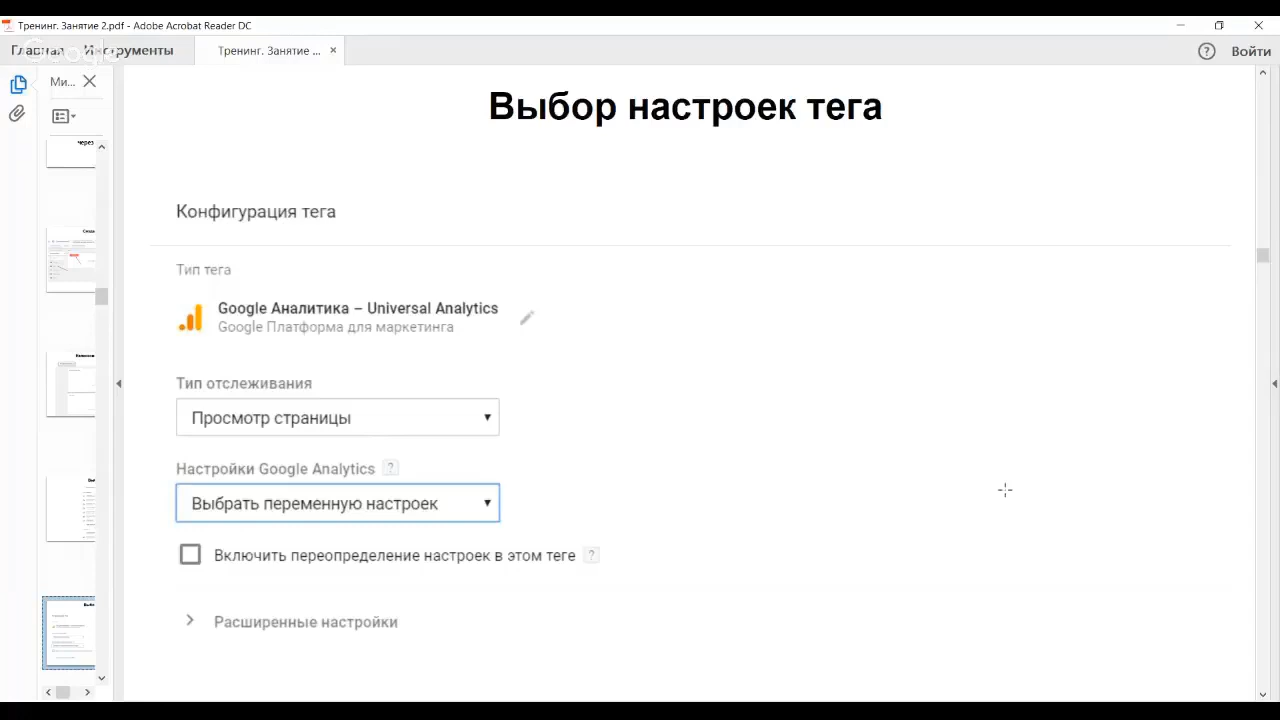 Тренинг. Занятие 2.pdf - Adobe Acrobat Reader DC
Главная Инструменты Тренинг. Занятие ... × ? Войти
Ми...
через
Выбор настроек тега
Конфигурация тега
Тип тега
Google Аналитика – Universal Analytics
Google Платформа для маркетинга
Тип отслеживания
Просмотр страницы
Настройки Google Analytics ?
Выбрать переменную настроек
Включить переопределение настроек в этом теге ?
Расширенные настройки